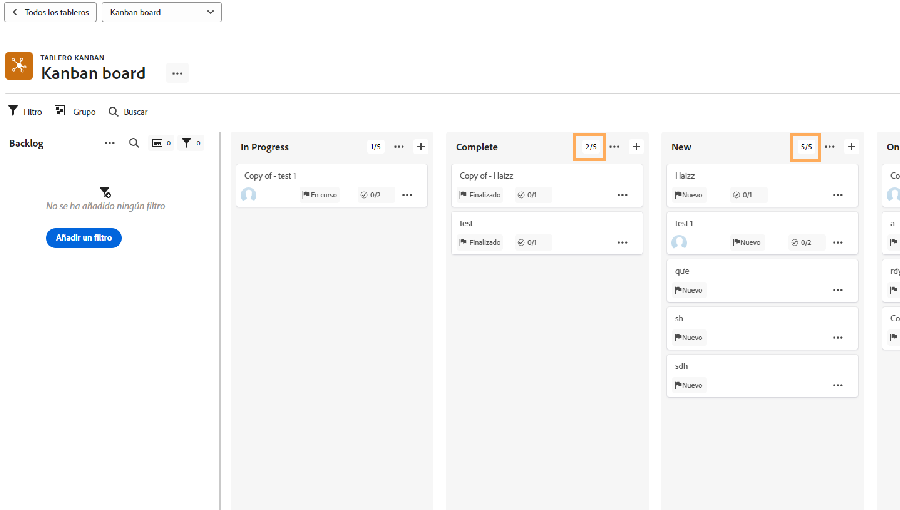 Todos los tableros
Kanban board
TABLERO KANBAN
Kanban board
Filtro
Grupo
Buscar
Backlog
0
0
No se ha añadido ningún filtro
Añadir un filtro
In Progress
1/5
Copy of - test 1
En curso
0/2
Complete
2/5
Copy of - Haizz
Finalizado
0/1
test
Finalizado
0/1
New
5/5
Haizz
Nuevo
0/1
test 1
Nuevo
0/2
que
Nuevo
sh
Nuevo
sdh
Nuevo
On
Co
a
rdy
Co